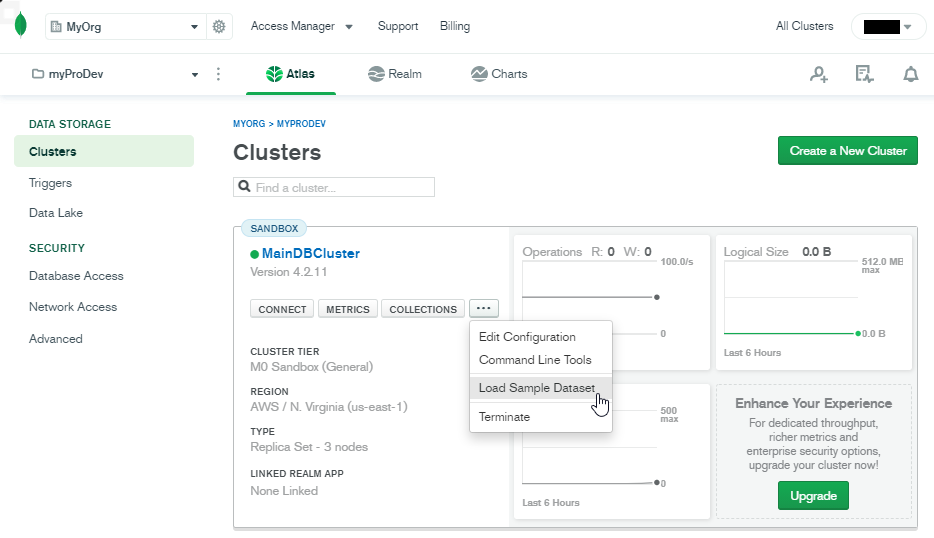 MyOrg
Access Manager
Support
Billing
All Clusters
myProDev
Atlas
Realm
Charts
DATA STORAGE
Clusters
Triggers
Data Lake
SECURITY
Database Access
Network Access
Advanced
MYORG > MYPRODEV
Clusters
Create a New Cluster
Find a cluster...
SANDBOX
MainDBCluster
Version 4.2.11
CONNECT
METRICS
COLLECTIONS
...
Edit Configuration
Command Line Tools
Load Sample Dataset
Terminate
CLUSTER TIER
M0 Sandbox (General)
REGION
AWS / N. Virginia (us-east-1)
TYPE
Replica Set - 3 nodes
LINKED REALM APP
None Linked
Operations R: 0 W: 0
100.0/s
0
Logical Size 0.0 B
512.0 MB
max
0.0 B
Last 6 Hours
500
max
0
Last 6 Hours
Enhance Your Experience
For dedicated throughput,
richer metrics and
enterprise security options,
upgrade your cluster now!
Upgrade